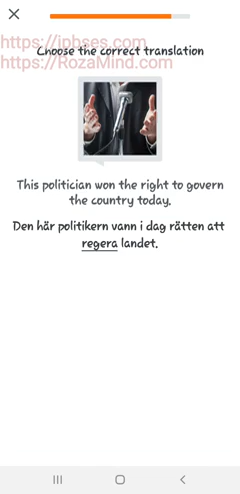 https://ipbses.com
Choose the correct translation
https://RozaMind.com
This politician won the right to govern
the country today.
Den här politikern vann i dag rätten att
regera landet.